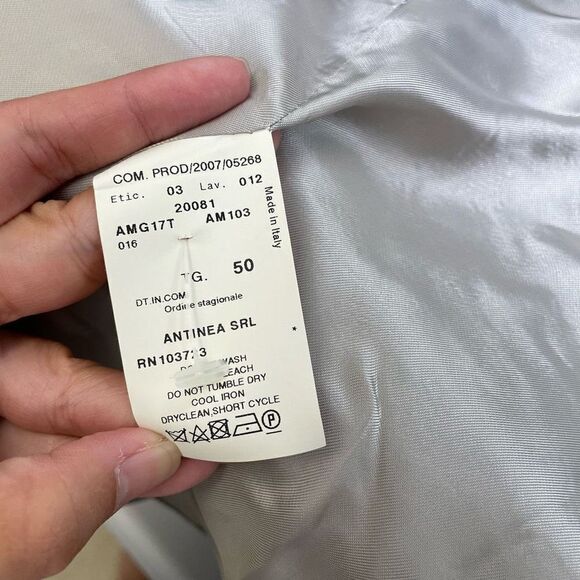 COM. PROD/2007/05268
Etic. 03 Lav. 012
20081
AMG17T AM103
016
Made in Italy
TG. 50
DT.IN.COM
Ordine stagionale
ANTINEA SRL
*
DO NOT TUMBLE DRY
COOL IRON
DRYCLEAN,SHORT CYCLE
P